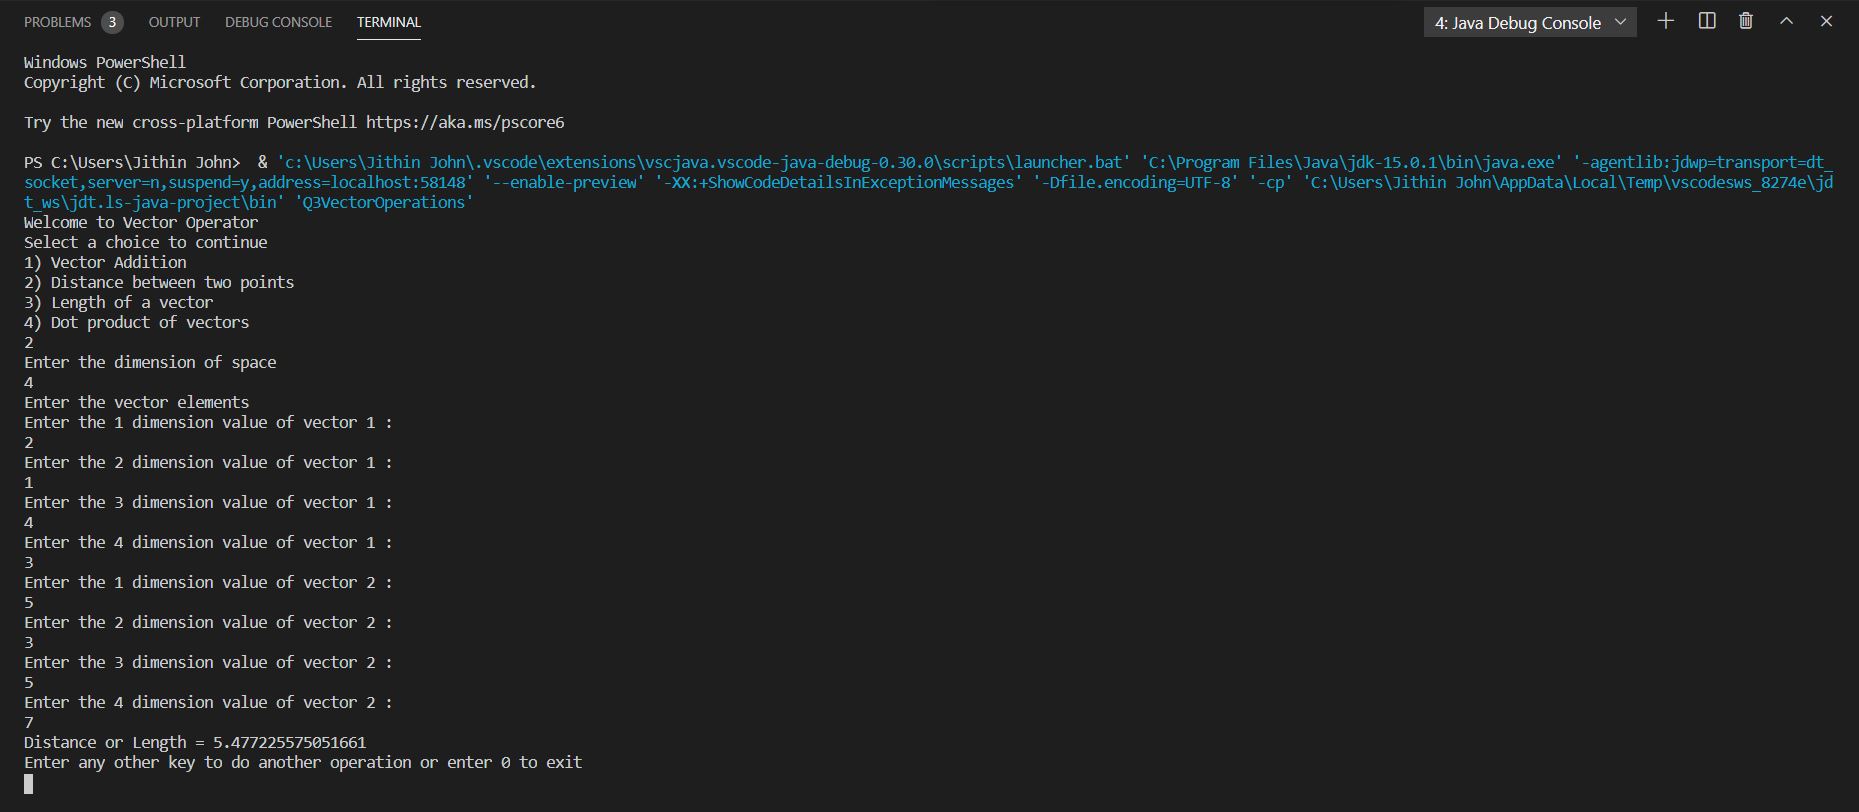 PROBLEMS 3 OUTPUT DEBUG CONSOLE TERMINAL 4: Java Debug Console
Windows PowerShell
Copyright (C) Microsoft Corporation. All rights reserved.
Try the new cross-platform PowerShell https://aka.ms/pscore6
PS C:\Users\Jithin John>  & 'c:\Users\Jithin John\.vscode\extensions\vscjava.vscode-java-debug-0.30.0\scripts\launcher.bat' 'C:\Program Files\Java\jdk-15.0.1\bin\java.exe' '-agentlib:jdwp=transport=dt_
socket,server=n,suspend=y,address=localhost:58148' '--enable-preview' '-XX:+ShowCodeDetailsInExceptionMessages' '-Dfile.encoding=UTF-8' '-cp' 'C:\Users\Jithin John\AppData\Local\Temp\vscodesws_8274e\jd
t_ws\jdt.ls-java-project\bin' 'Q3VectorOperations'
Welcome to Vector Operator
Select a choice to continue
1) Vector Addition
2) Distance between two points
3) Length of a vector
4) Dot product of vectors
2
Enter the dimension of space
4
Enter the vector elements
Enter the 1 dimension value of vector 1 :
2
Enter the 2 dimension value of vector 1 :
1
Enter the 3 dimension value of vector 1 :
4
Enter the 4 dimension value of vector 1 :
3
Enter the 1 dimension value of vector 2 :
5
Enter the 2 dimension value of vector 2 :
3
Enter the 3 dimension value of vector 2 :
5
Enter the 4 dimension value of vector 2 :
7
Distance or Length = 5.477225575051661
Enter any other key to do another operation or enter 0 to exit